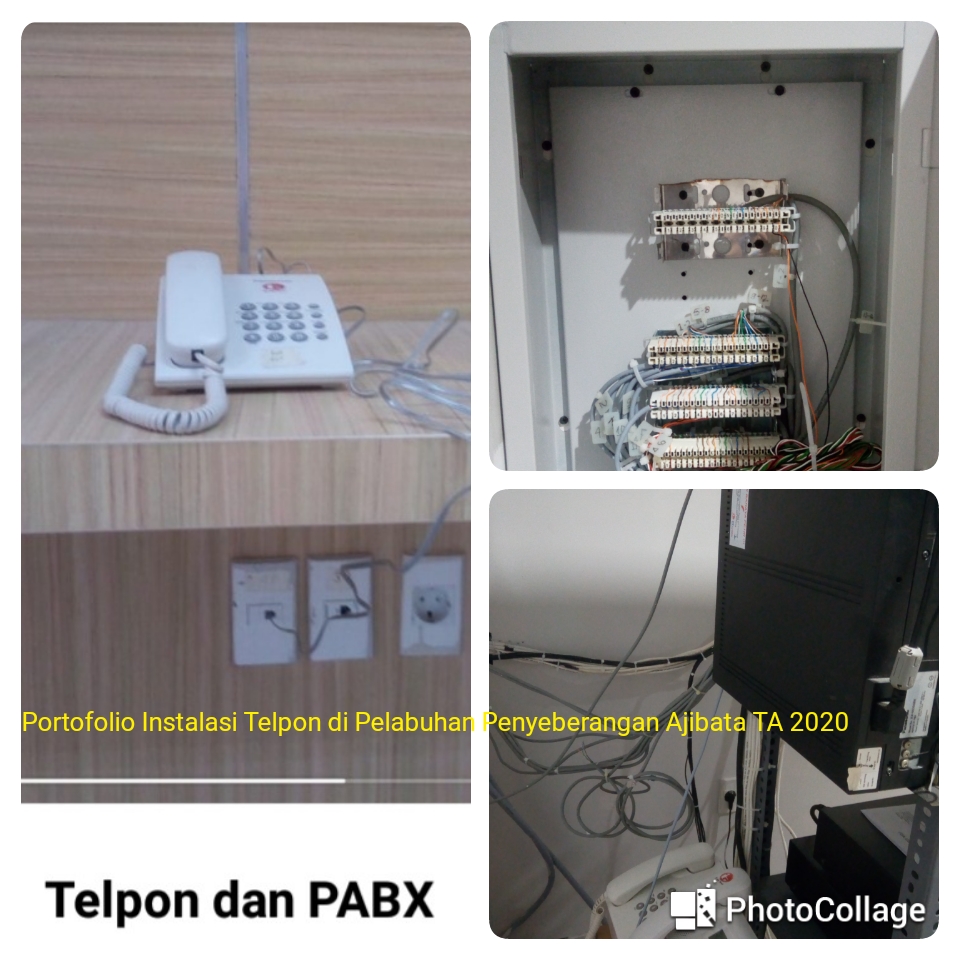 Portofolio Instalasi Telpon di Pelabuhan Penyeberangan Ajibata TA 2020
Telpon dan PABX
PhotoCollage